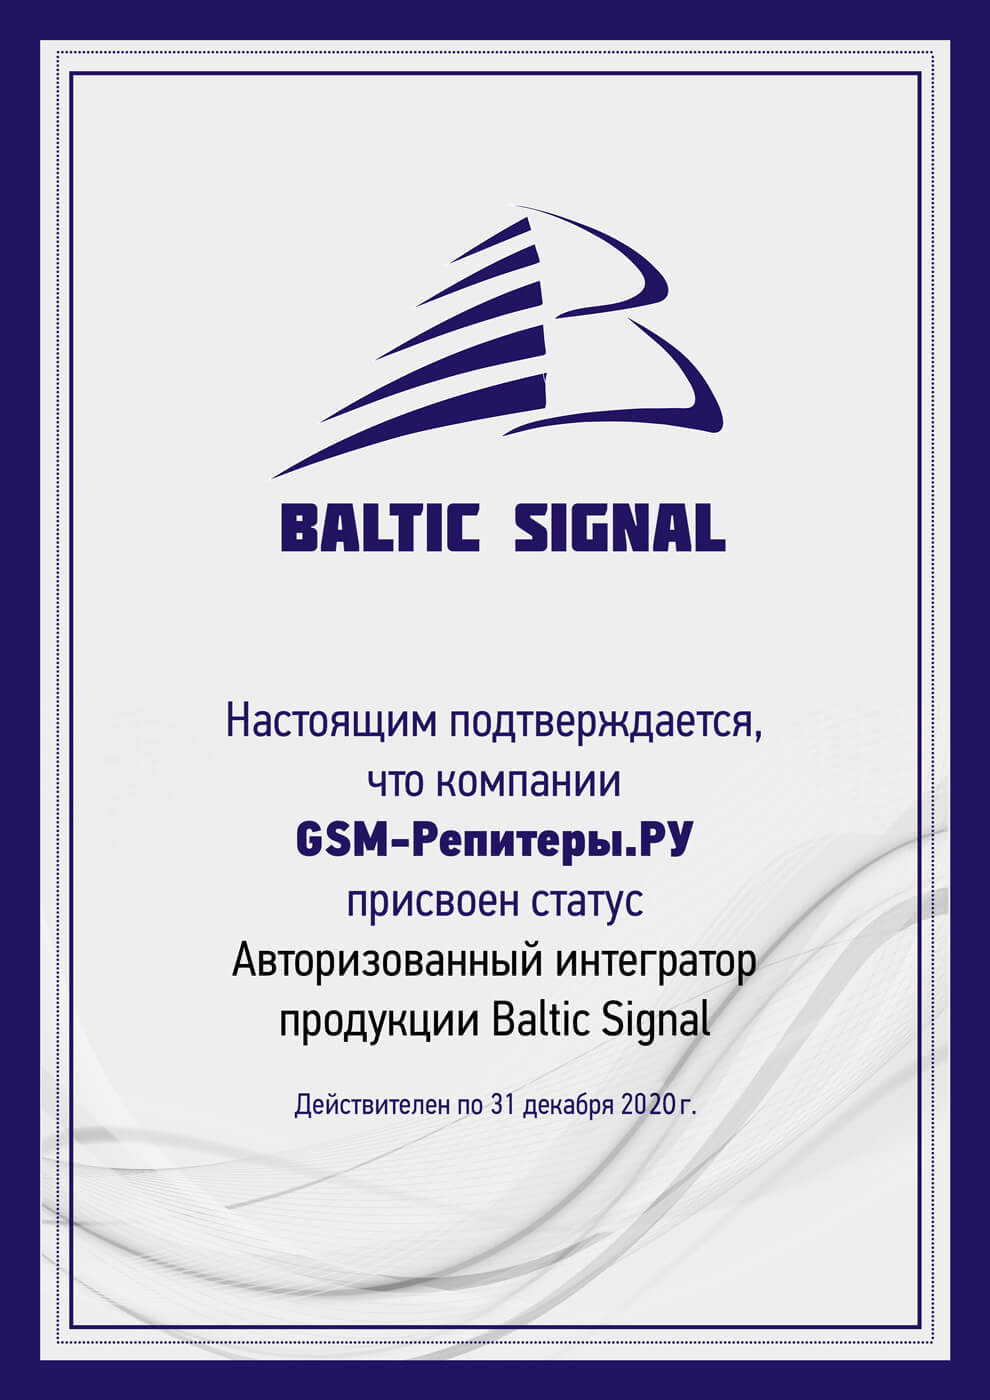 BALTIC SIGNAL
Настоящим подтверждается,
что компании
GSM-Репитеры.РУ
присвоен статус
Авторизованный интегратор
продукции Baltic Signal
Действителен по 31 декабря 2020 г.